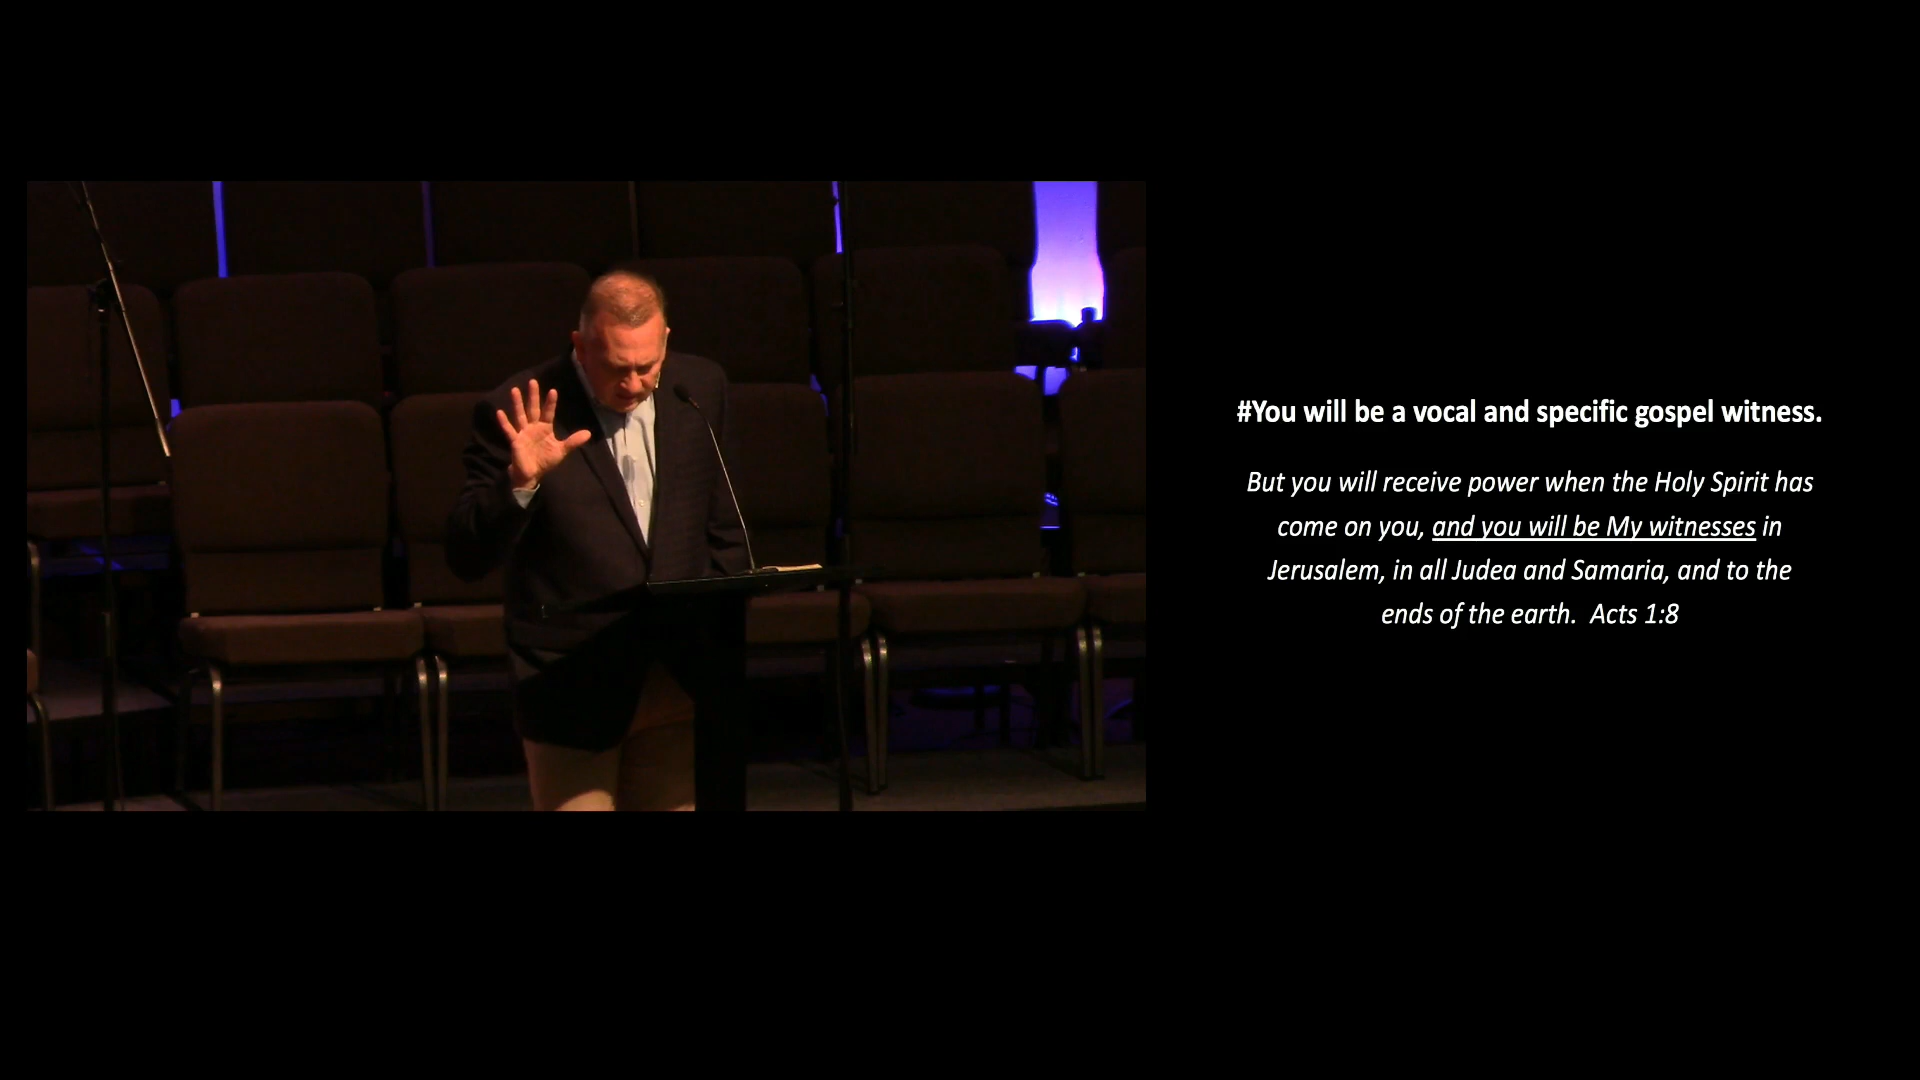 #You will be a vocal and specific gospel witness.
But you will receive power when the Holy Spirit has
come on you, and you will be My witnesses in
Jerusalem, in all Judea and Samaria, and to the
ends of the earth.  Acts 1:8